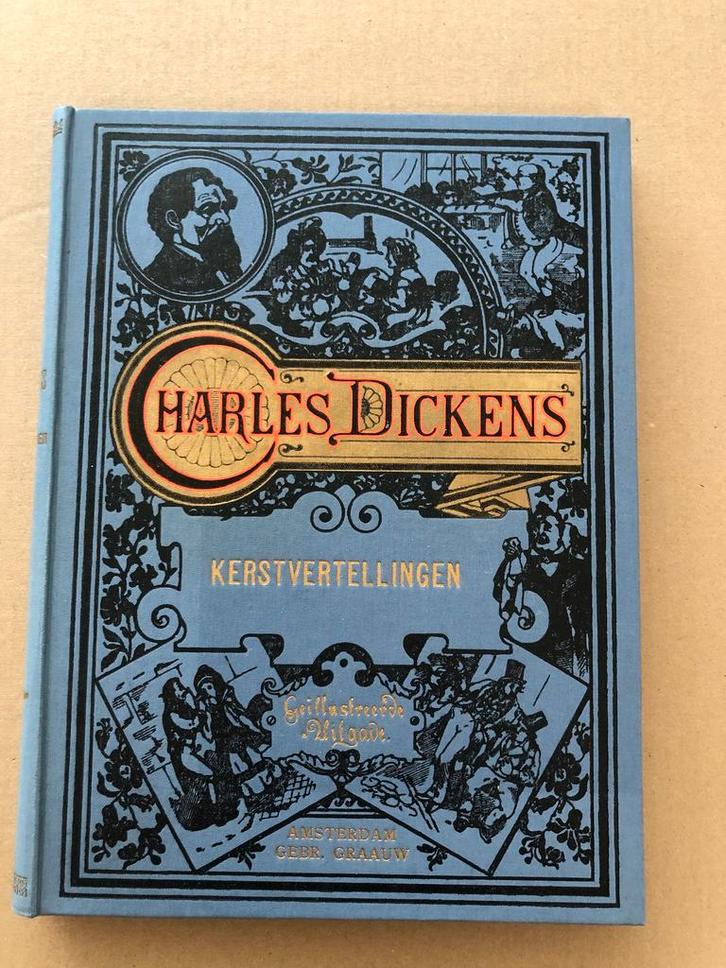 CHARLES DICKENS
KERSTVERTELLINGEN
Geïllustreerde
Uitgave.
AMSTERDAM
GEBR. GRAAUW